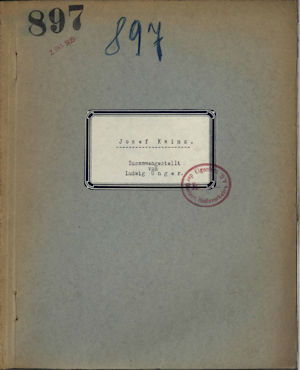 897
897
Josef Kainz.
Zusammengestellt
von
Ludwig Unger.